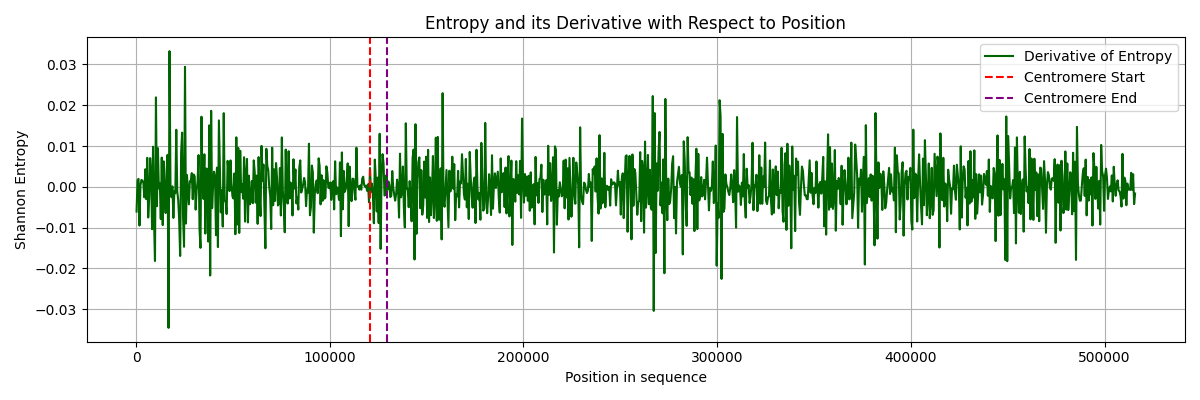 Entropy and its Derivative with Respect to Position
Shannon Entropy
0.03
0.02
0.01
0.00
−0.01
−0.02
−0.03
Derivative of Entropy
Centromere Start
Centromere End
0
100000
200000
300000
400000
500000
Position in sequence